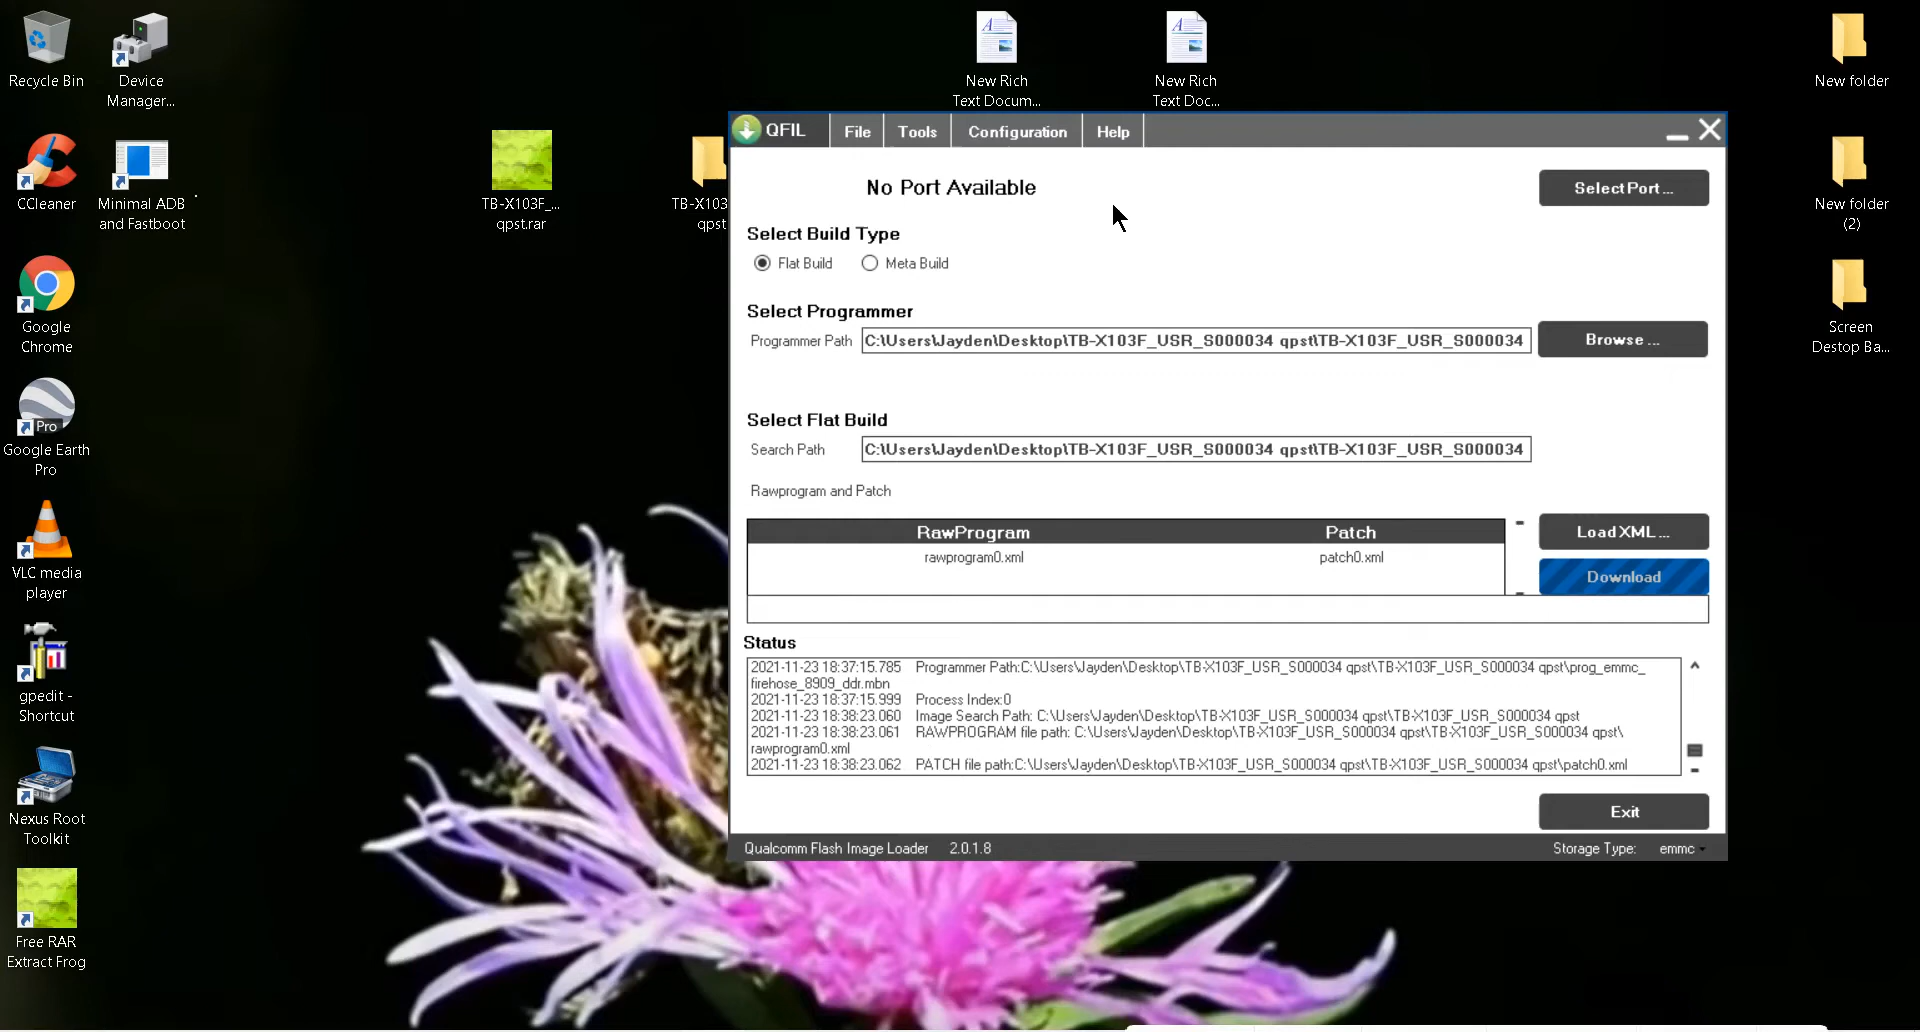 Recycle Bin
Device
Manager...
CCleaner
Minimal ADB
and Fastboot
Google
Chrome
Pro
Google Earth
Pro
VLC media
player
gpedit -
Shortcut
Nexus Root
Toolkit
Free RAR
Extract Frog
TB-X103F_...
qpst.rar
TB-X103
qpst
New Rich
Text Docum...
New Rich
Text Doc...
New folder
New folder
(2)
Screen
Destop Ba...
QFIL
File
Tools
Configuration
Help
No Port Available
Select Port ...
Select Build Type
Flat Build
Meta Build
Select Programmer
Programmer Path
C:\Users\Jayden\Desktop\TB-X103F_USR_S000034 qpst\TB-X103F_USR_S000034
Browse ...
Select Flat Build
Search Path
C:\Users\Jayden\Desktop\TB-X103F_USR_S000034 qpst\TB-X103F_USR_S000034
Rawprogram and Patch
RawProgram Patch
rawprogram0.xml patch0.xml
Load XML ...
Download
Status
2021-11-23 18:37:15.785 Programmer Path:C:\Users\Jayden\Desktop\TB-X103F_USR_S000034 qpst\TB-X103F_USR_S000034 qpst\prog_emmc_
firehose_8909_ddr.mbn
2021-11-23 18:37:15.999 Process Index:0
2021-11-23 18:38:23.060 Image Search Path: C:\Users\Jayden\Desktop\TB-X103F_USR_S000034 qpst\TB-X103F_USR_S000034 qpst
2021-11-23 18:38:23.061 RAWPROGRAM file path: C:\Users\Jayden\Desktop\TB-X103F_USR_S000034 qpst\TB-X103F_USR_S000034 qpst\
rawprogram0.xml
2021-11-23 18:38:23.062 PATCH file path:C:\Users\Jayden\Desktop\TB-X103F_USR_S000034 qpst\TB-X103F_USR_S000034 qpst\patch0.xml
Exit
Qualcomm Flash Image Loader 2.0.1.8
Storage Type: emmc